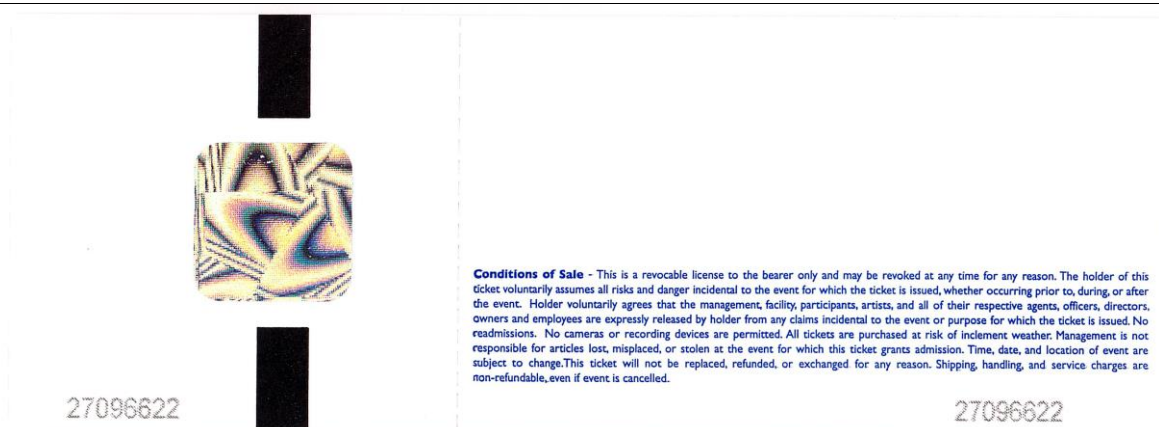 Conditions of Sale - This is a revocable license to the bearer only and may be revoked at any time for any reason. The holder of this
ticket voluntarily assumes all risks and danger incidental to the event for which the ticket is issued, whether occurring prior to, during, or after
the event. Holder voluntarily agrees that the management, facility, participants, artists, and all of their respective agents, officers, directors,
owners and employees are expressly released by holder from any claims incidental to the event or purpose for which the ticket is issued. No
readmissions. No cameras or recording devices are permitted. All tickets are purchased at risk of inclement weather. Management is not
responsible for articles lost, misplaced, or stolen at the event for which this ticket grants admission. Time, date, and location of event are
subject to change.This ticket will not be replaced, refunded, or exchanged for any reason. Shipping, handling, and service charges are
non-refundable, even if event is cancelled.
27096622
27096622